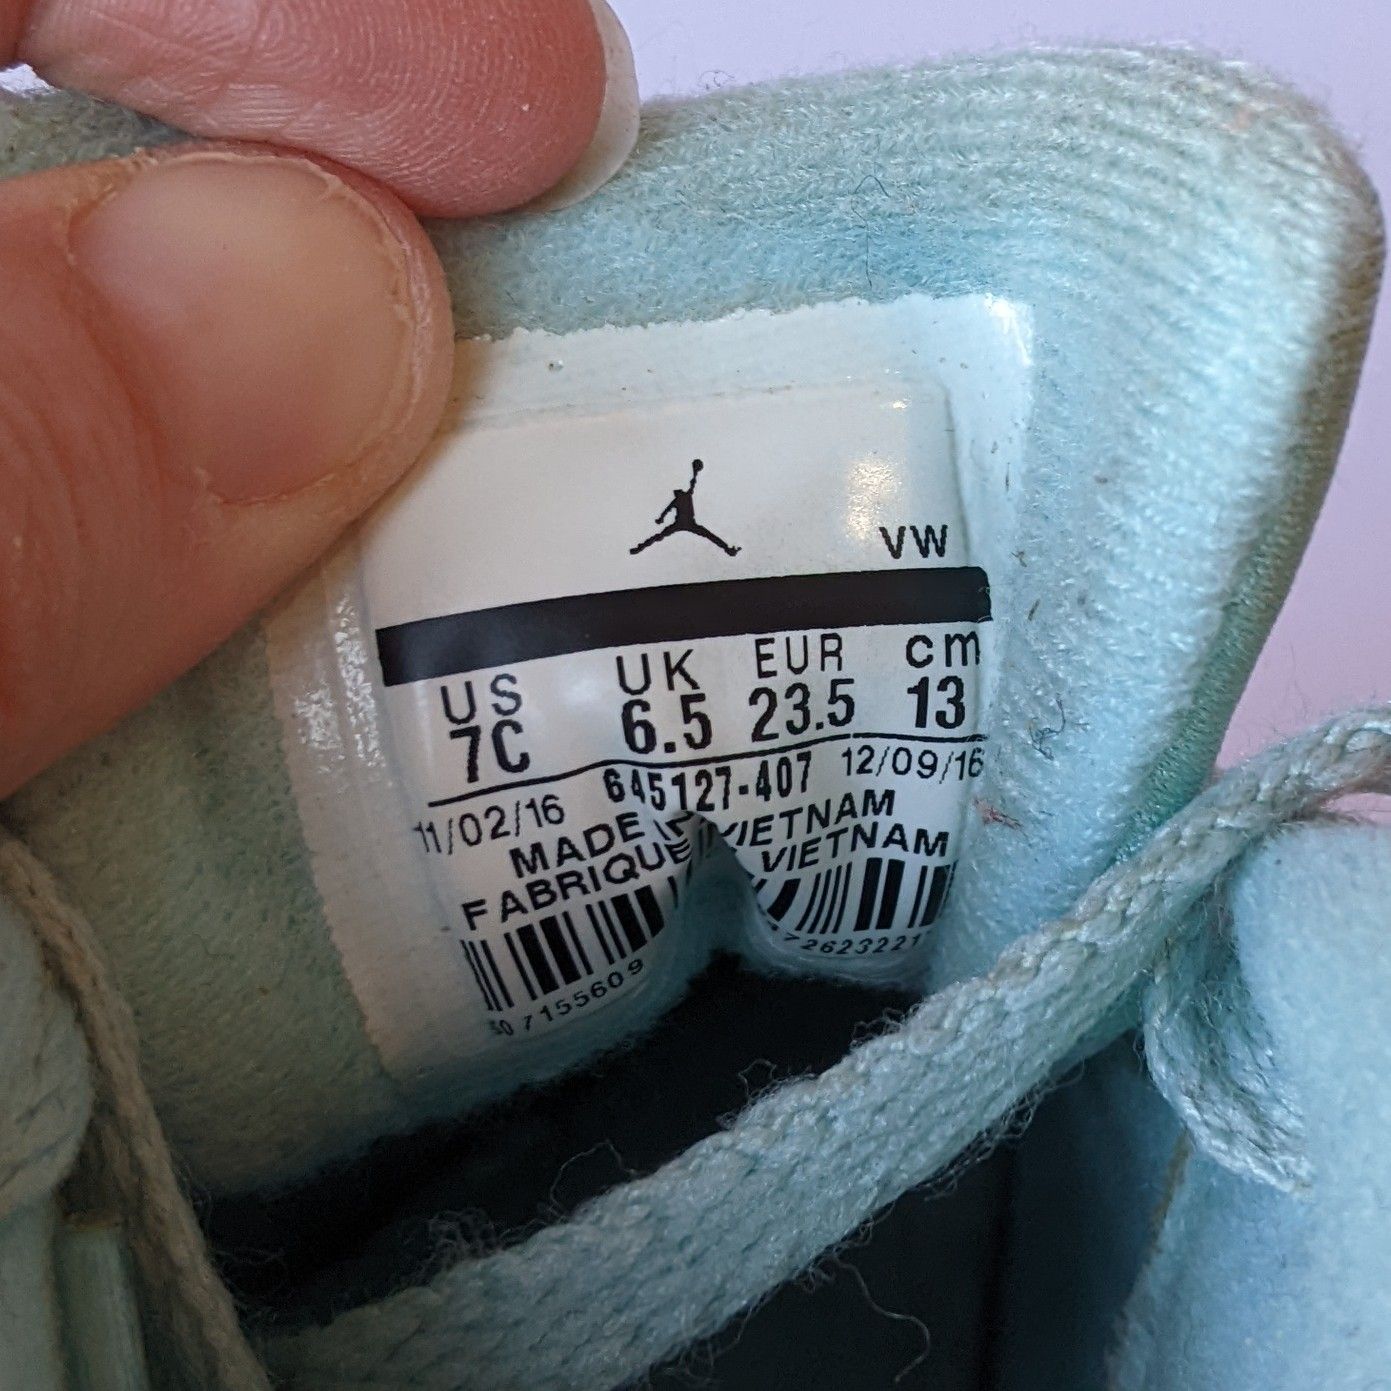 VW
US UK EUR cm
7C 6.5 23.5 13
11/02/16 645127-407 12/09/16
MADE VIETNAM
FABRIQUE VIETNAM
7155609